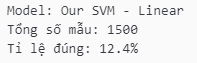 Model: Our SVM - Linear
Tổng số mẫu: 1500
Tỉ lệ đúng: 12.4%